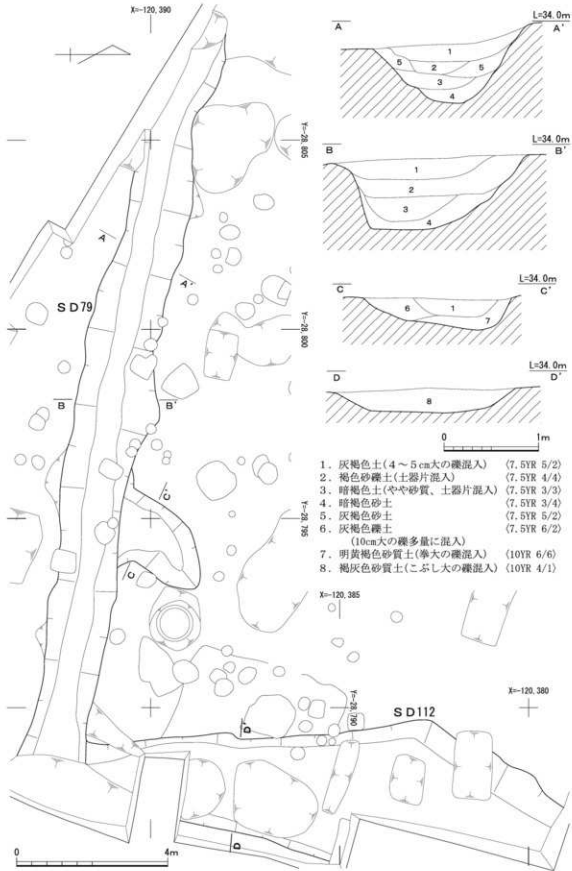 X=-120,390
Y=-28,805
A
A'
SD79
Y=-28,800
B
B'
C
C
Y=-28,795
X=-120,385
Y=-28,790
X=-120,380
SD112
D'
D
0 4m
A
L=34.0m
A'
1
5 2 5
3
4
B
L=34.0m
B'
1
2
3
4
C
L=34.0m
C'
6 1
7
D
L=34.0m
D'
8
0 1m
1. 灰褐色土(4～5cm大の礫混入) 〈7.5YR 5/2〉
2. 褐色砂礫土(土器片混入) 〈7.5YR 4/4〉
3. 暗褐色土(やや砂質、土器片混入) 〈7.5YR 3/3〉
4. 暗褐色砂土 〈7.5YR 3/4〉
5. 灰褐色砂土 〈7.5YR 5/2〉
6. 灰褐色礫土 〈7.5YR 6/2〉
(10cm大の礫多量に混入)
7. 明黄褐色砂質土(拳大の礫混入) 〈10YR 6/6〉
8. 褐灰色砂質土(こぶし大の礫混入) 〈10YR 4/1〉